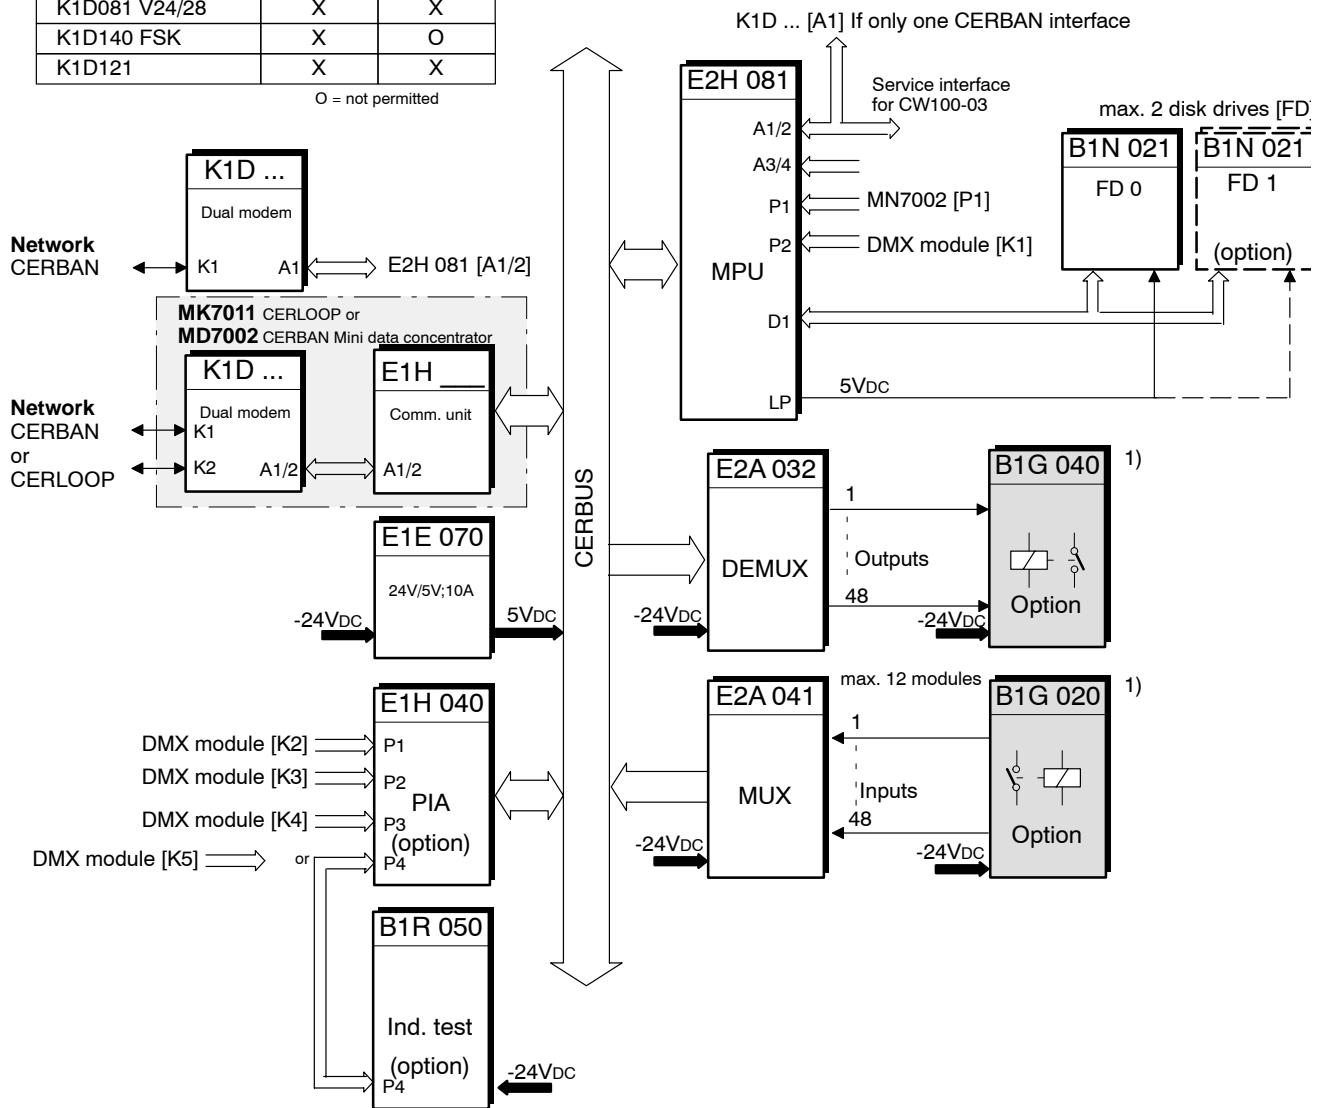 K1D081 V24/28 X X
K1D140 FSK X O
K1D121 X X
O = not permitted
K1D ... [A1] If only one CERBAN interface
E2H 081
Service interface
for CW100-03
A1/2
A3/4
P1
MN7002 [P1]
P2
DMX module [K1]
MPU
D1
LP
5VDC
max. 2 disk drives [FD]
B1N 021
FD 0
B1N 021
FD 1
(option)
K1D ...
Dual modem
Network
CERBAN
K1
A1
E2H 081 [A1/2]
MK7011 CERLOOP or
MD7002 CERBAN Mini data concentrator
K1D ...
Dual modem
K1
K2
A1/2
E1H ___
Comm. unit
A1/2
Network
CERBAN
or
CERLOOP
CERBUS
E1E 070
24V/5V;10A
-24VDC
5VDC
E2A 032
DEMUX
-24VDC
1
Outputs
48
B1G 040
1)
Option
-24VDC
E1H 040
DMX module [K2]
P1
DMX module [K3]
P2
PIA
DMX module [K4]
P3
(option)
DMX module [K5]
or
P4
E2A 041
MUX
-24VDC
max. 12 modules
1
Inputs
48
B1G 020
1)
Option
-24VDC
B1R 050
Ind. test
(option)
P4
-24VDC